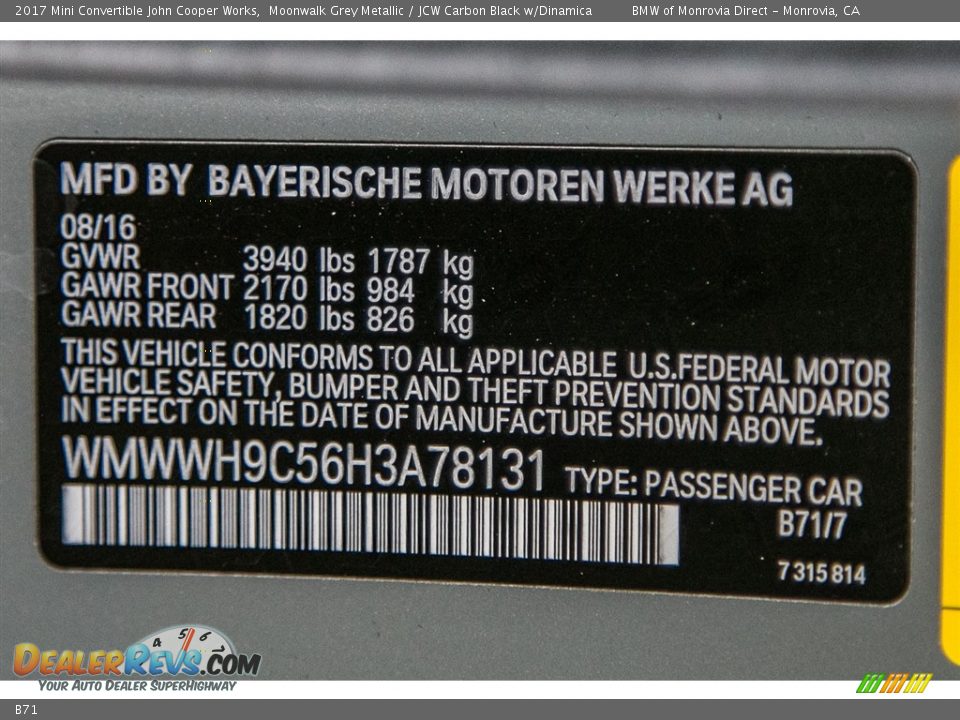 2017 Mini Convertible John Cooper Works, Moonwalk Grey Metallic / JCW Carbon Black w/Dinamica BMW of Monrovia Direct - Monrovia, CA
MFD BY BAYERISCHE MOTOREN WERKE AG
08/16
GVWR 3940 lbs 1787 kg
GAWR FRONT 2170 lbs 984 kg
GAWR REAR 1820 lbs 826 kg
THIS VEHICLE CONFORMS TO ALL APPLICABLE U.S.FEDERAL MOTOR
VEHICLE SAFETY, BUMPER AND THEFT PREVENTION STANDARDS
IN EFFECT ON THE DATE OF MANUFACTURE SHOWN ABOVE.
WMWWH9C56H3A78131 TYPE: PASSENGER CAR
B71/7
7 315 814
4 5 6
DEALERREVS.COM
YOUR AUTO DEALER SUPERHIGHWAY
B71